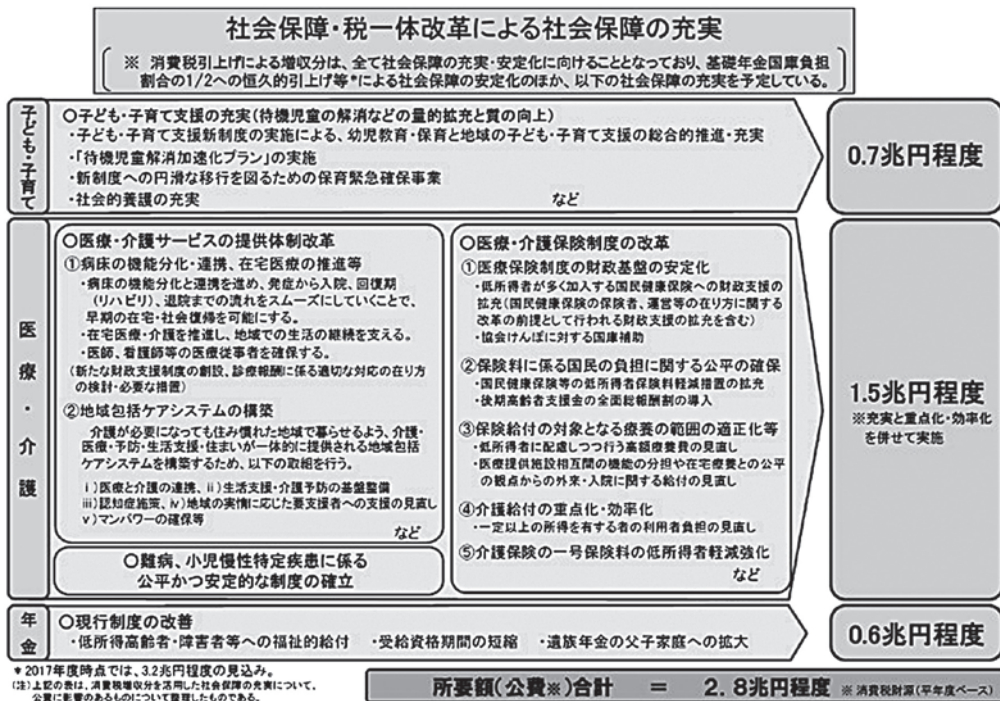 社会保障・税一体改革による社会保障の充実
※ 消費税引上げによる増収分は、全て社会保障の充実・安定化に向けることとなっており、基礎年金国庫負担
割合の1/2への恒久的引上げ等*による社会保障の安定化のほか、以下の社会保障の充実を予定している。
子ども・子育て
○子ども・子育て支援の充実(待機児童の解消などの量的拡充と質の向上)
・子ども・子育て支援新制度の実施による、幼児教育・保育と地域の子ども・子育て支援の総合的推進・充実
・「待機児童解消加速化プラン」の実施
・新制度への円滑な移行を図るための保育緊急確保事業
・社会的養護の充実
など
0.7兆円程度
医療・介護
○医療・介護サービスの提供体制改革
①病床の機能分化・連携、在宅医療の推進等
・病床の機能分化と連携を進め、発症から入院、回復期
(リハビリ)、退院までの流れをスムーズにしていくことで、
早期の在宅・社会復帰を可能にする。
・在宅医療・介護を推進し、地域での生活の継続を支える。
・医師、看護師等の医療従事者を確保する。
(新たな財政支援制度の創設、診療報酬に係る適切な対応の在り方
の検討・必要な措置)
②地域包括ケアシステムの構築
介護が必要になっても住み慣れた地域で暮らせるよう、介護・
医療・予防・生活支援・住まいが一体的に提供される地域包括
ケアシステムを構築するため、以下の取組を行う。
ⅰ)医療と介護の連携、ⅱ)生活支援・介護予防の基盤整備
ⅲ)認知症施策、ⅳ)地域の実情に応じた要支援者への支援の見直し
ⅴ)マンパワーの確保等
など
○難病、小児慢性特定疾患に係る
公平かつ安定的な制度の確立
○医療・介護保険制度の改革
①医療保険制度の財政基盤の安定化
・低所得者が多く加入する国民健康保険への財政支援の
拡充(国民健康保険の保険者、運営等の在り方に関する
改革の前提として行われる財政支援の拡充を含む)
・協会けんぽに対する国庫補助
②保険料に係る国民の負担に関する公平の確保
・国民健康保険等の低所得者保険料軽減措置の拡充
・後期高齢者支援金の全面総報酬割の導入
③保険給付の対象となる療養の範囲の適正化等
・低所得者に配慮しつつ行う高額療養費の見直し
・医療提供施設相互間の機能の分担や在宅療養との公平
の観点からの外来・入院に関する給付の見直し
④介護給付の重点化・効率化
・一定以上の所得を有する者の利用者負担の見直し
⑤介護保険の一号保険料の低所得者軽減強化
など
1.5兆円程度
※充実と重点化・効率化
を併せて実施
年金
○現行制度の改善
・低所得高齢者・障害者等への福祉的給付 ・受給資格期間の短縮 ・遺族年金の父子家庭への拡大
0.6兆円程度
* 2017年度時点では、3.2兆円程度の見込み。
(注)上記の表は、消費税増収分を活用した社会保障の充実について、
公費に影響のあるものについて整理したものである。
所要額(公費※)合計 = 2.8兆円程度 ※ 消費税財源(平年度ベース)